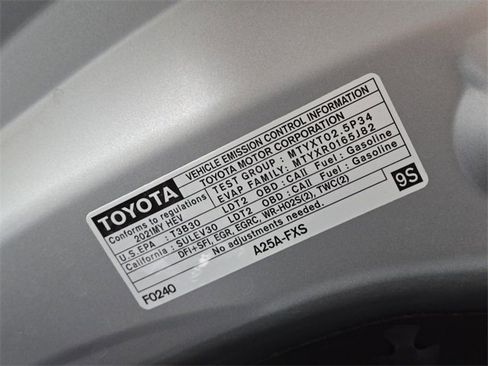 TOYOTA
VEHICLE EMISSION CONTROL INFORMATION
TOYOTA MOTOR CORPORATION
TEST GROUP: MTYXT02.5P34
EVAP FAMILY: MTYXR0165J82
Conforms to regulations
2021MY HEV
U.S.EPA : T3B30 LDT2 OBD: CAII Fuel: Gasoline
California : SULEV30 LDT2 OBD: CAII Fuel: Gasoline
DFI+SFI, EGR, EGRC, WR-HO2S(2), TWC(2)
No adjustments needed.
9S
F0240
A25A-FXS